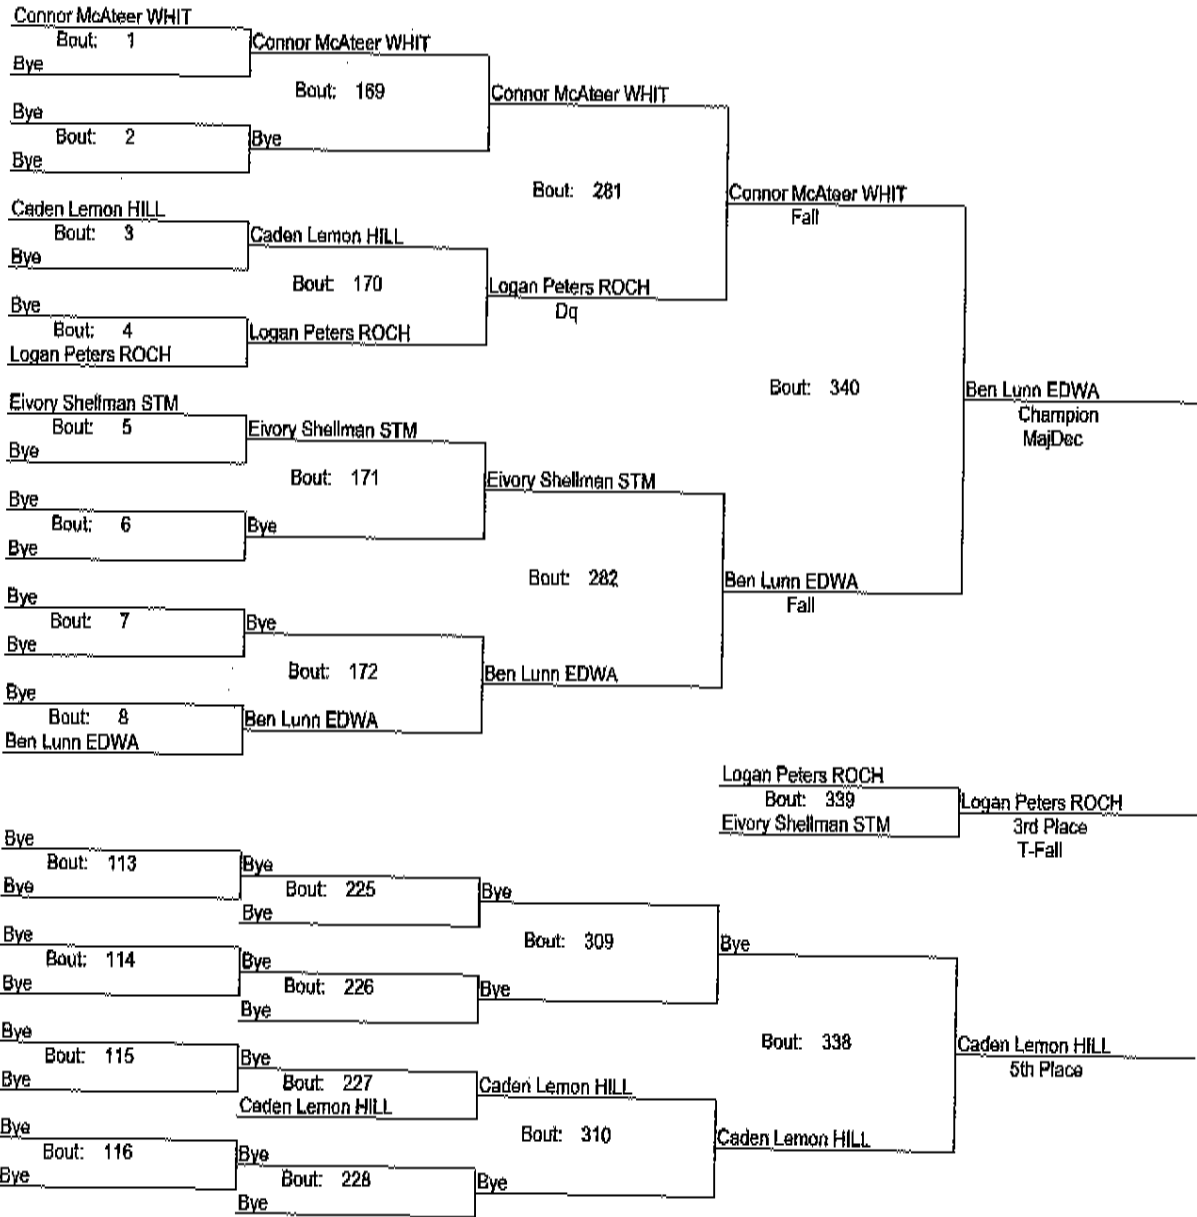 Connor McAteer WHIT
Bout: 1
Bye
Connor McAteer WHIT
Bout: 169
Bye
Bout: 2
Bye
Bye
Connor McAteer WHIT
Bout: 281
Caden Lemon HILL
Bout: 3
Bye
Caden Lemon HILL
Bout: 170
Bye
Bout: 4
Logan Peters ROCH
Logan Peters ROCH
Logan Peters ROCH
Dq
Connor McAteer WHIT
Fall
Bout: 340
Eivory Shellman STM
Bout: 5
Bye
Eivory Shellman STM
Bout: 171
Bye
Bout: 6
Bye
Bye
Eivory Shellman STM
Bout: 282
Bye
Bout: 7
Bye
Bye
Bout: 172
Bye
Bout: 8
Ben Lunn EDWA
Ben Lunn EDWA
Ben Lunn EDWA
Ben Lunn EDWA
Fall
Ben Lunn EDWA
Champion
MajDec
Logan Peters ROCH
Bout: 339
Eivory Shellman STM
Logan Peters ROCH
3rd Place
T-Fall
Bye
Bout: 113
Bye
Bye
Bout: 225
Bye
Bye
Bout: 309
Bye
Bout: 114
Bye
Bye
Bout: 226
Bye
Bye
Bye
Bout: 338
Bye
Bout: 115
Bye
Bye
Bout: 227
Caden Lemon HILL
Caden Lemon HILL
Bout: 310
Bye
Bout: 116
Bye
Bye
Bout: 228
Bye
Bye
Caden Lemon HILL
Caden Lemon HILL
5th Place